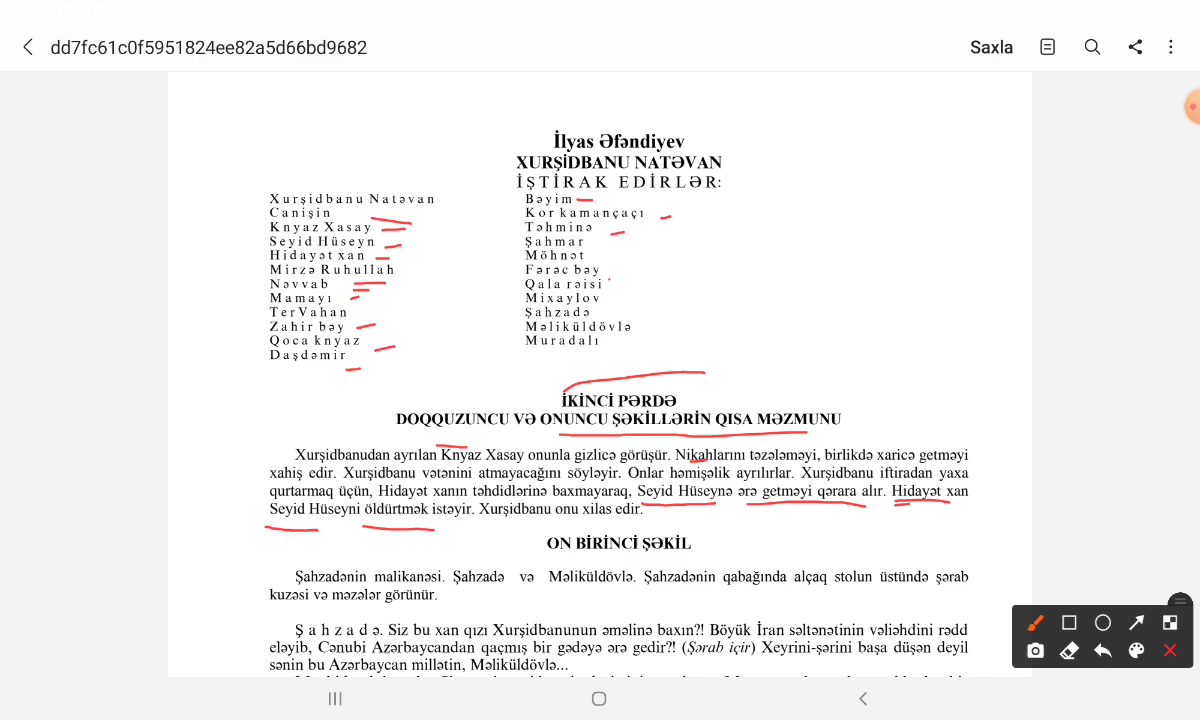 dd7fc61c0f5951824ee82a5d66bd9682
Saxla
İlyas Əfəndiyev
XURŞİDBANU NATƏVAN
İŞTİRAK EDİRLƏR:
Xurşidbanu Natəvan
Canişin
Knyaz Xasay
Seyid Hüseyn
Hidayət xan
Mirzə Ruhullah
Nəvvab
Mamayı
TerVahan
Zahir bəy
Qoca knyaz
Daşdəmir
Bəyim
Kor kamançaçı
Təhminə
Şahmar
Möhnət
Fərəc bəy
Qala rəisi
Mixaylov
Şahzadə
Məliküldövlə
Muradalı
İKİNCİ PƏRDƏ
DOQQUZUNCU VƏ ONUNCU ŞƏKİLLƏRİN QISA MƏZMUNU
Xurşidbanudan ayrılan Knyaz Xasay onunla gizlicə görüşür. Nikahlarını təzələməyi, birlikdə xaricə getməyi
xahiş edir. Xurşidbanu vətənini atmayacağını söyləyir. Onlar həmişəlik ayrılırlar. Xurşidbanu iftiradan yaxa
qurtarmaq üçün, Hidayət xanın təhdidlərinə baxmayaraq, Seyid Hüseynə ərə getməyi qərara alır. Hidayət xan
Seyid Hüseyni öldürtmək istəyir. Xurşidbanu onu xilas edir.
ON BİRİNCİ ŞƏKİL
Şahzadənin malikanəsi. Şahzadə və Məliküldövlə. Şahzadənin qabağında alçaq stolun üstündə şərab
kuzəsi və məzələr görünür.
Şahzadə. Siz bu xan qızı Xurşidbanunun əməlinə baxın?! Böyük İran səltənətinin vəliəhdini rədd
eləyib, Cənubi Azərbaycandan qaçmış bir gədəyə ərə gedir?! (Şərab içir) Xeyrini-şərini başa düşən deyil
sənin bu Azərbaycan millətin, Məliküldövlə...